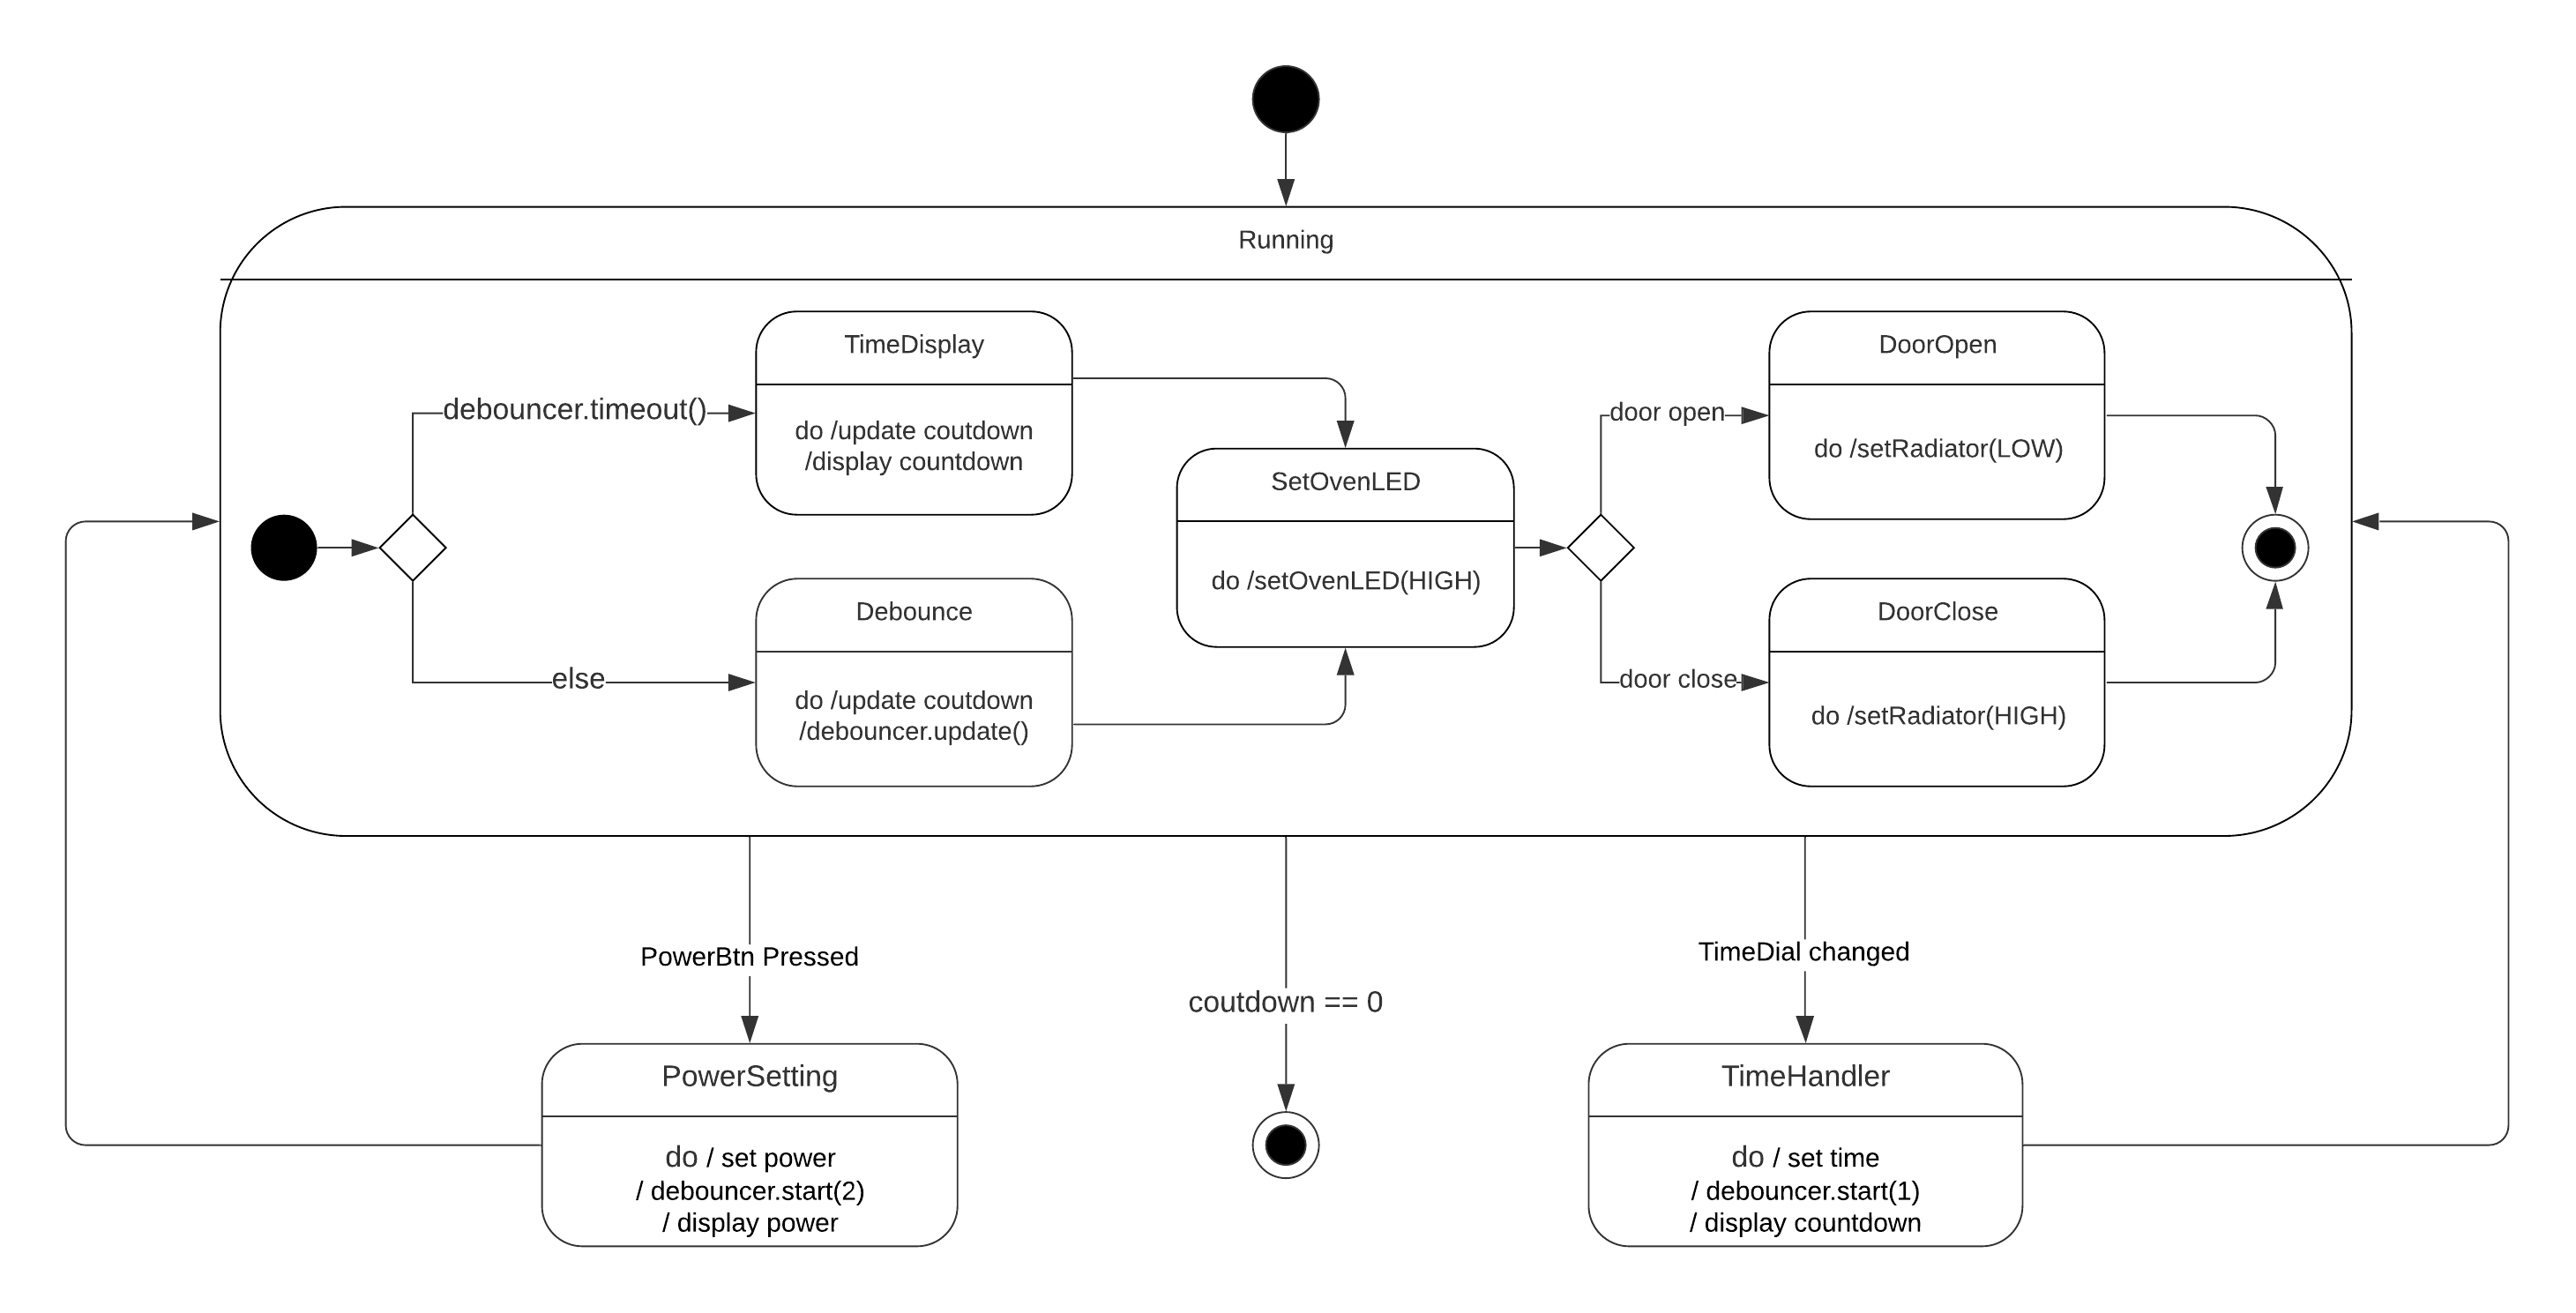 Running
TimeDisplay
DoorOpen
debouncer.timeout()
door open
do /update coutdown
/display countdown
do /setRadiator(LOW)
SetOvenLED
do /setOvenLED(HIGH)
Debounce
DoorClose
else
door close
do /update coutdown
/debouncer.update()
do /setRadiator(HIGH)
PowerBtn Pressed
TimeDial changed
coutdown == 0
PowerSetting
do / set power
/ debouncer.start(2)
/ display power
TimeHandler
do / set time
/ debouncer.start(1)
/ display countdown